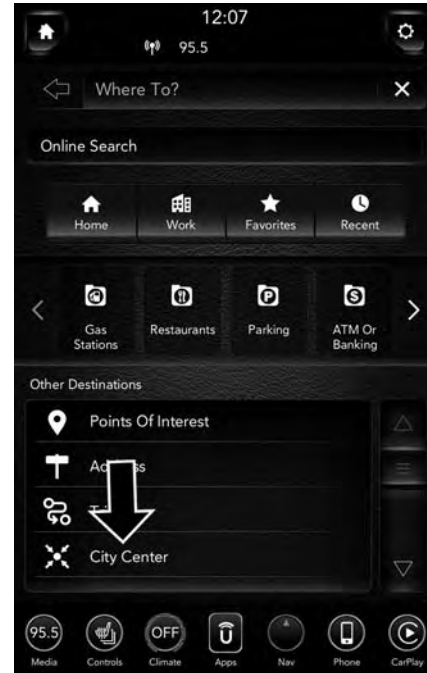 12:07
95.5
Where To?
Online Search
Home Work Favorites Recent
Gas Stations Restaurants Parking ATM Or Banking
Other Destinations
Points Of Interest
City Center
95.5 OFF
Media Controls Climate Apps Nav Phone CarPlay